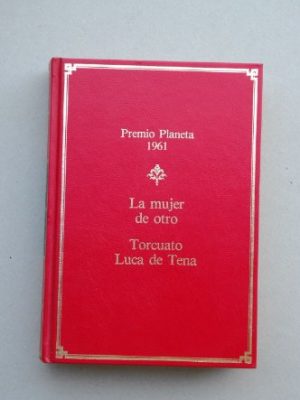 Premio Planeta
1961
La mujer
de otro
Torcuato
Luca de Tena